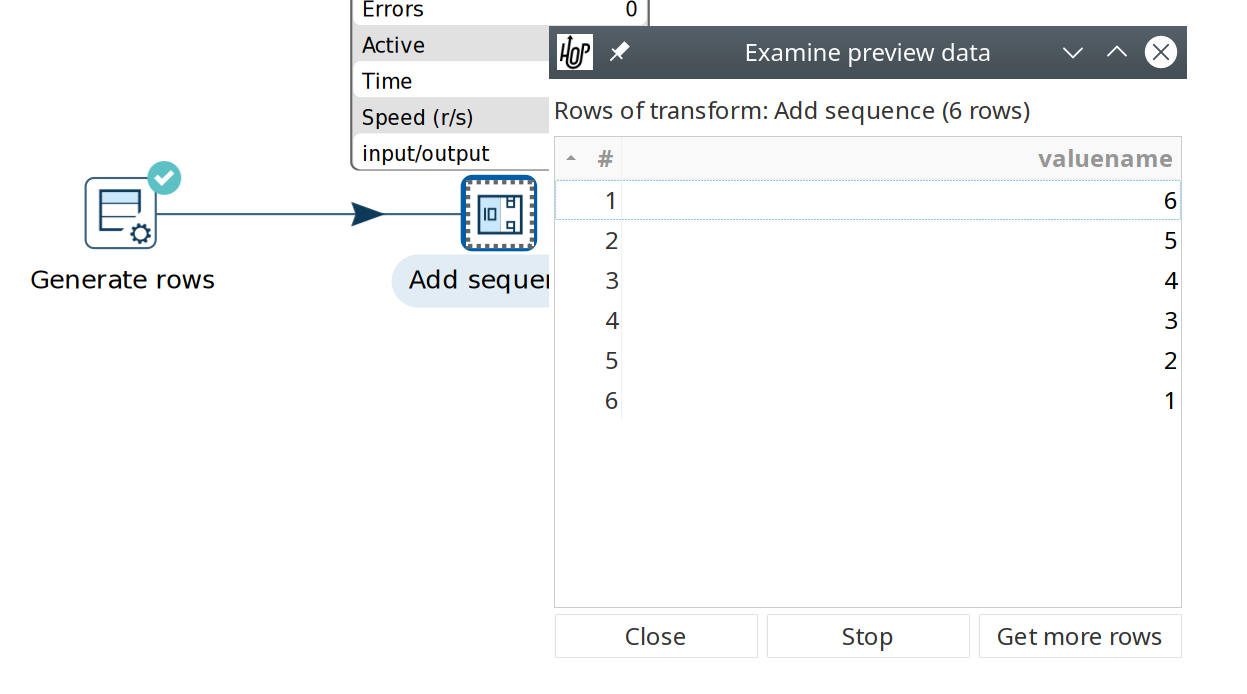 Errors 0
Active
Time
Speed (r/s)
input/output
Generate rows
Add sequen
HOP
Examine preview data
Rows of transform: Add sequence (6 rows)
# valuename
1 6
2 5
3 4
4 3
5 2
6 1
Close Stop Get more rows